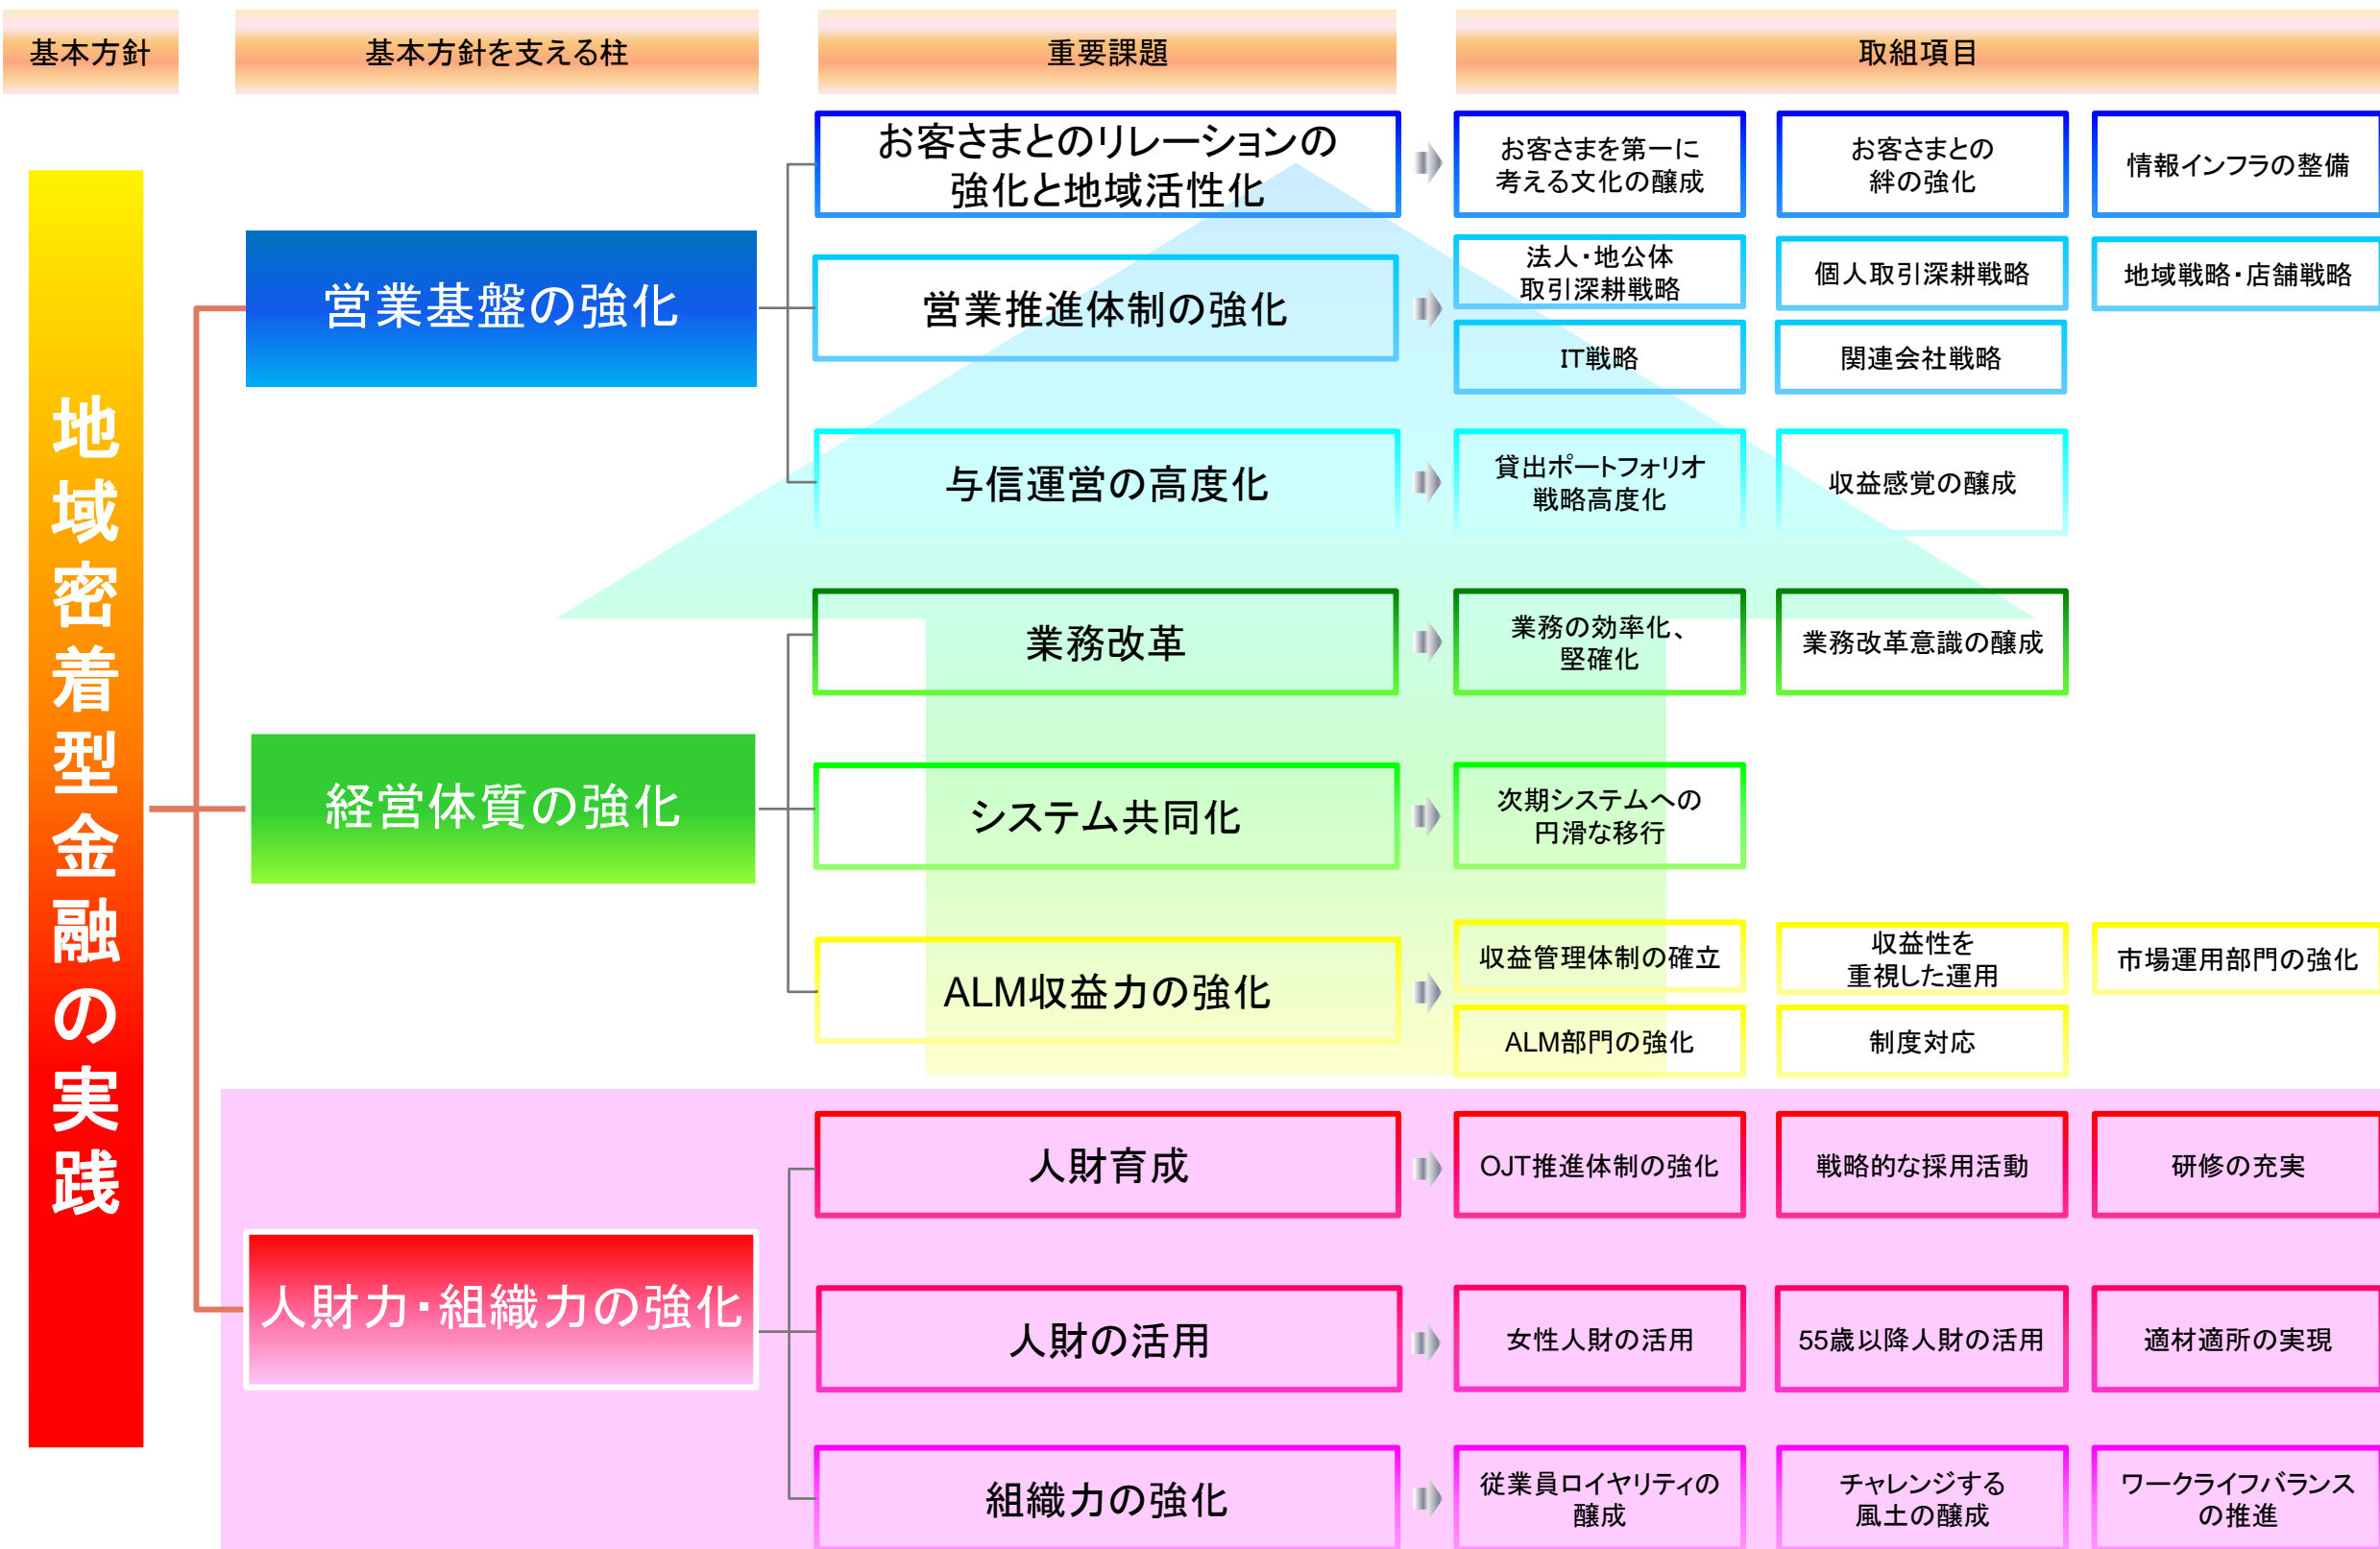 基本方針
基本方針を支える柱
重要課題
取組項目
地域密着型金融の実践
営業基盤の強化
お客さまとのリレーションの
強化と地域活性化
お客さまを第一に
考える文化の醸成
お客さまとの
絆の強化
情報インフラの整備
営業推進体制の強化
法人・地公体
取引深耕戦略
個人取引深耕戦略
地域戦略・店舗戦略
IT戦略
関連会社戦略
与信運営の高度化
貸出ポートフォリオ
戦略高度化
収益感覚の醸成
経営体質の強化
業務改革
業務の効率化、
堅確化
業務改革意識の醸成
システム共同化
次期システムへの
円滑な移行
ALM収益力の強化
収益管理体制の確立
収益性を
重視した運用
市場運用部門の強化
ALM部門の強化
制度対応
人財力・組織力の強化
人財育成
OJT推進体制の強化
戦略的な採用活動
研修の充実
人財の活用
女性人財の活用
55歳以降人財の活用
適材適所の実現
組織力の強化
従業員ロイヤリティの
醸成
チャレンジする
風土の醸成
ワークライフバランス
の推進